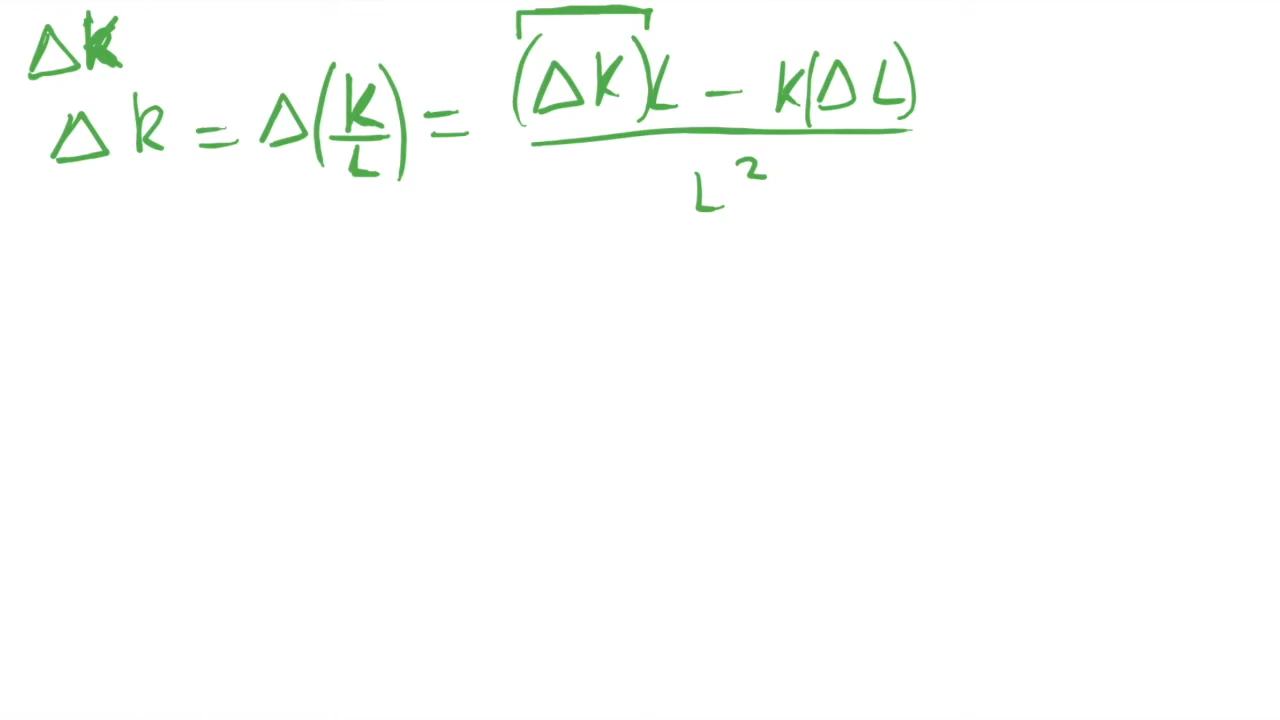 ΔK
Δk = Δ(K/L) = ((ΔK)L - K(ΔL))/L²